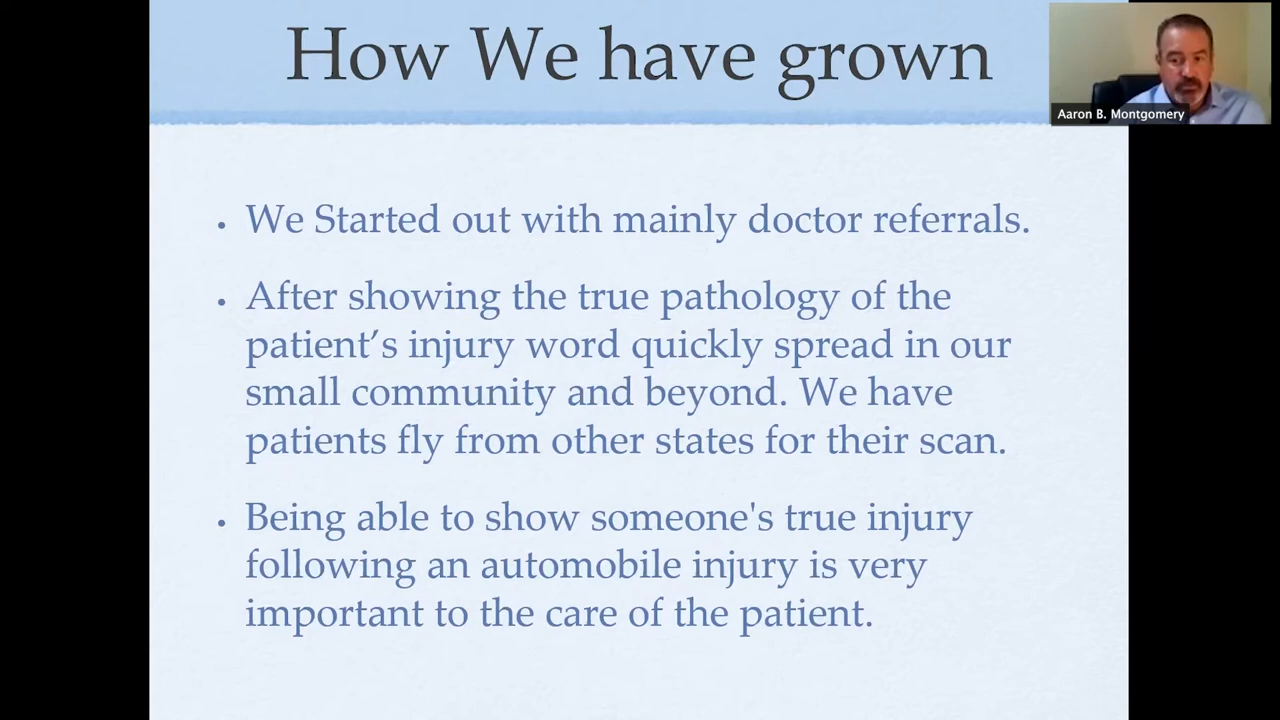 How We have grown
Aaron B. Montgomery
• We Started out with mainly doctor referrals.
• After showing the true pathology of the
patient’s injury word quickly spread in our
small community and beyond. We have
patients fly from other states for their scan.
• Being able to show someone's true injury
following an automobile injury is very
important to the care of the patient.